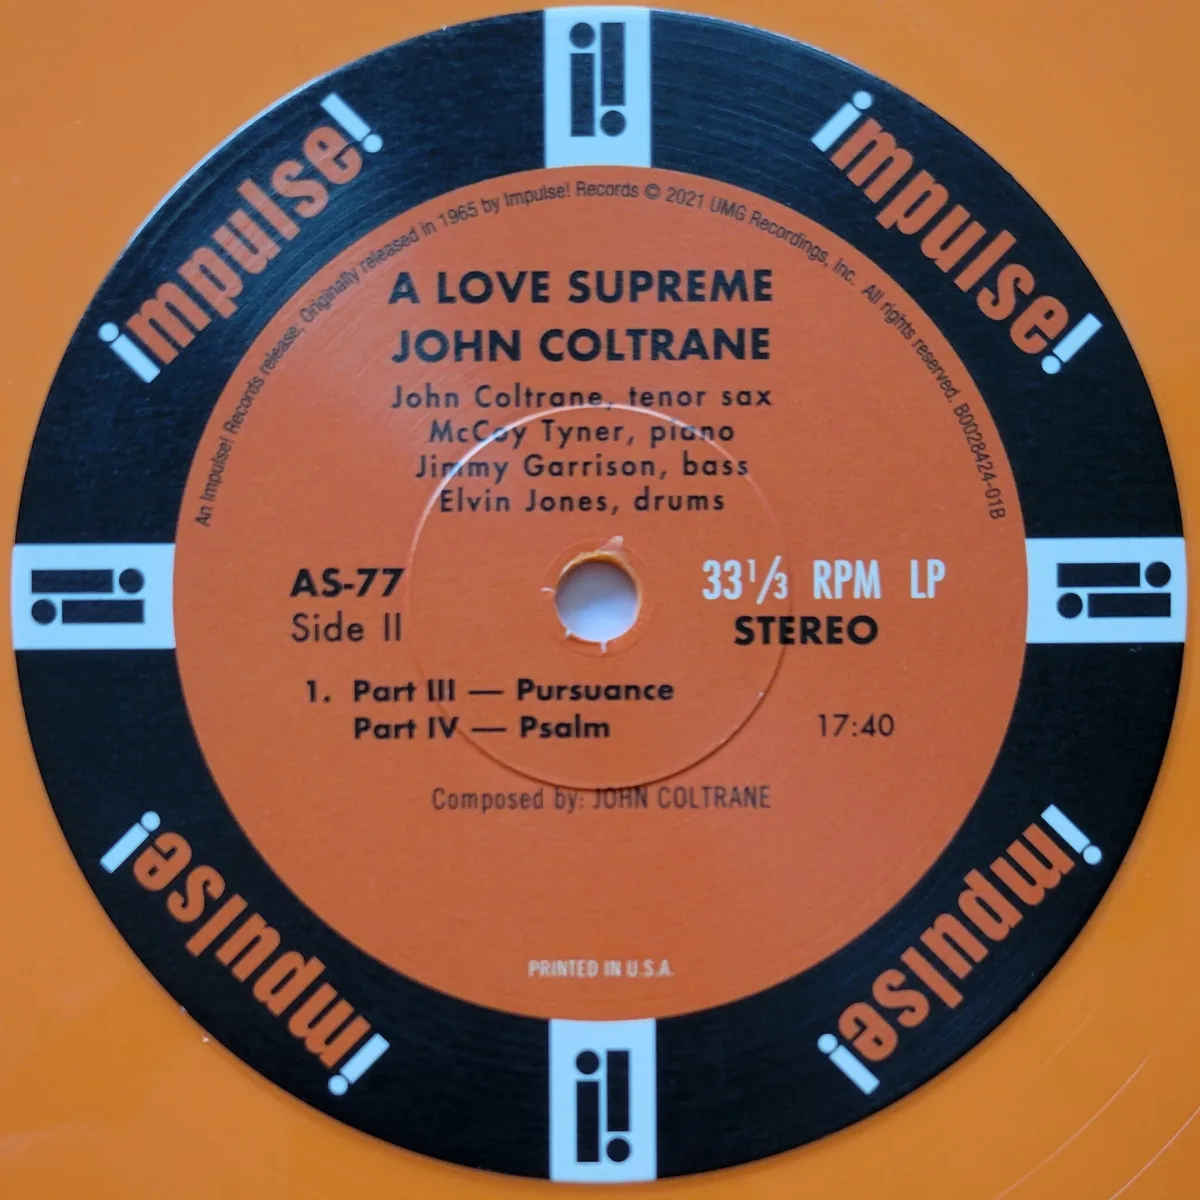 impulse!
impulse!
An Impulse! Records release. Originally released in 1965 by Impulse! Records © 2021 UMG Recordings, Inc. All rights reserved. B0028424-01B
A LOVE SUPREME
JOHN COLTRANE
John Coltrane, tenor sax
McCoy Tyner, piano
Jimmy Garrison, bass
Elvin Jones, drums
AS-77
Side II
33 1/3 RPM LP
STEREO
1. Part III — Pursuance
Part IV — Psalm 17:40
Composed by: JOHN COLTRANE
PRINTED IN U.S.A.
impulse!
impulse!